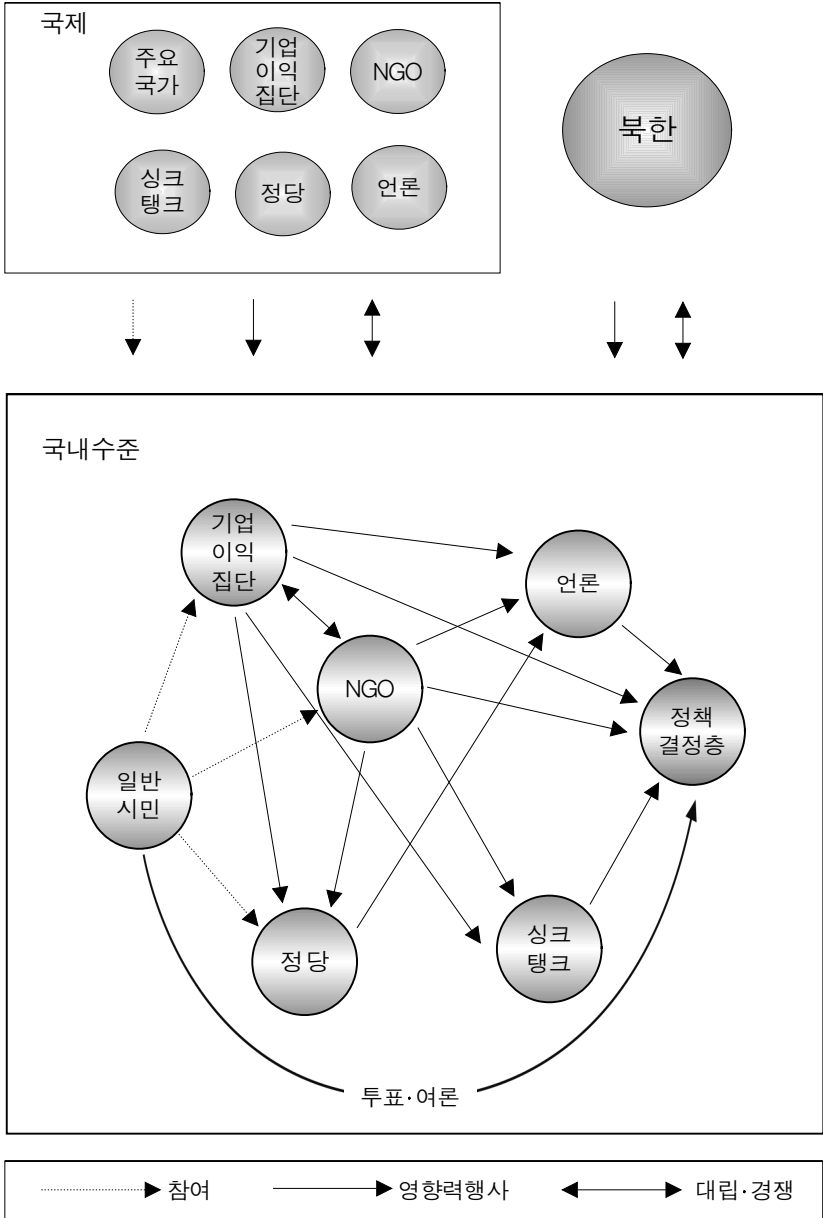 국제
주요
국가
기업
이익
집단
NGO
북한
싱크
탱크
정당
언론
국내수준
기업
이익
집단
언론
NGO
정책
결정층
일반
시민
정당
싱크
탱크
투표·여론
참여
영향력행사
대립·경쟁